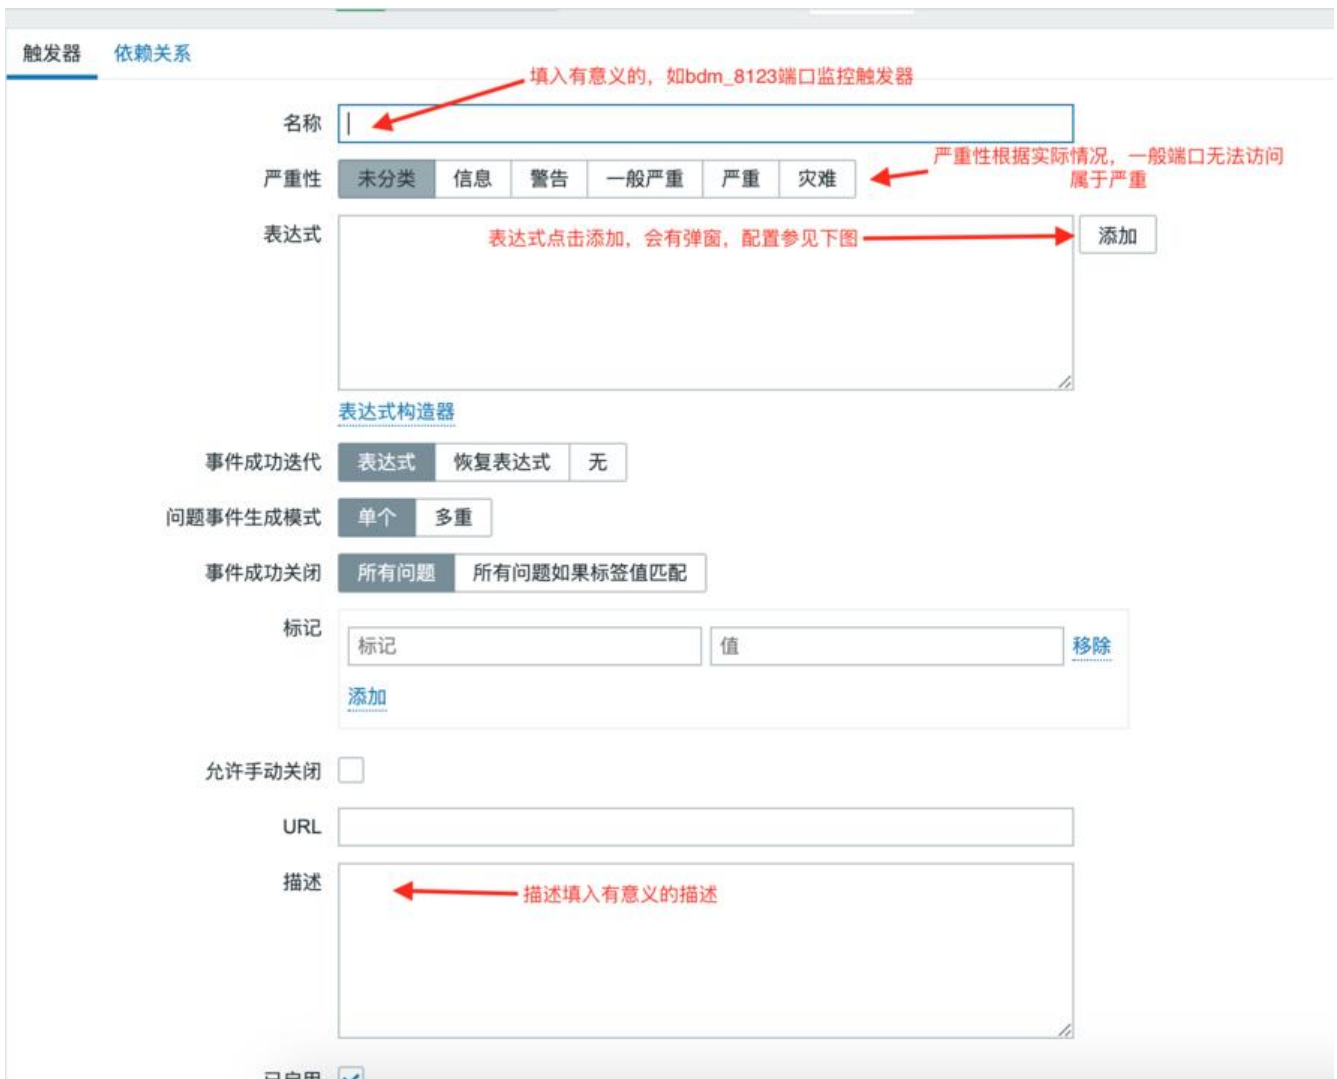 触发器 依赖关系
填入有意义的，如bdm_8123端口监控触发器
名称
严重性根据实际情况，一般端口无法访问
属于严重
严重性 未分类 信息 警告 一般严重 严重 灾难
表达式 表达式点击添加，会有弹窗，配置参见下图 添加
表达式构造器
事件成功迭代 表达式 恢复表达式 无
问题事件生成模式 单个 多重
事件成功关闭 所有问题 所有问题如果标签值匹配
标记 标记 值 移除
添加
允许手动关闭
URL
描述 描述填入有意义的描述
已启用